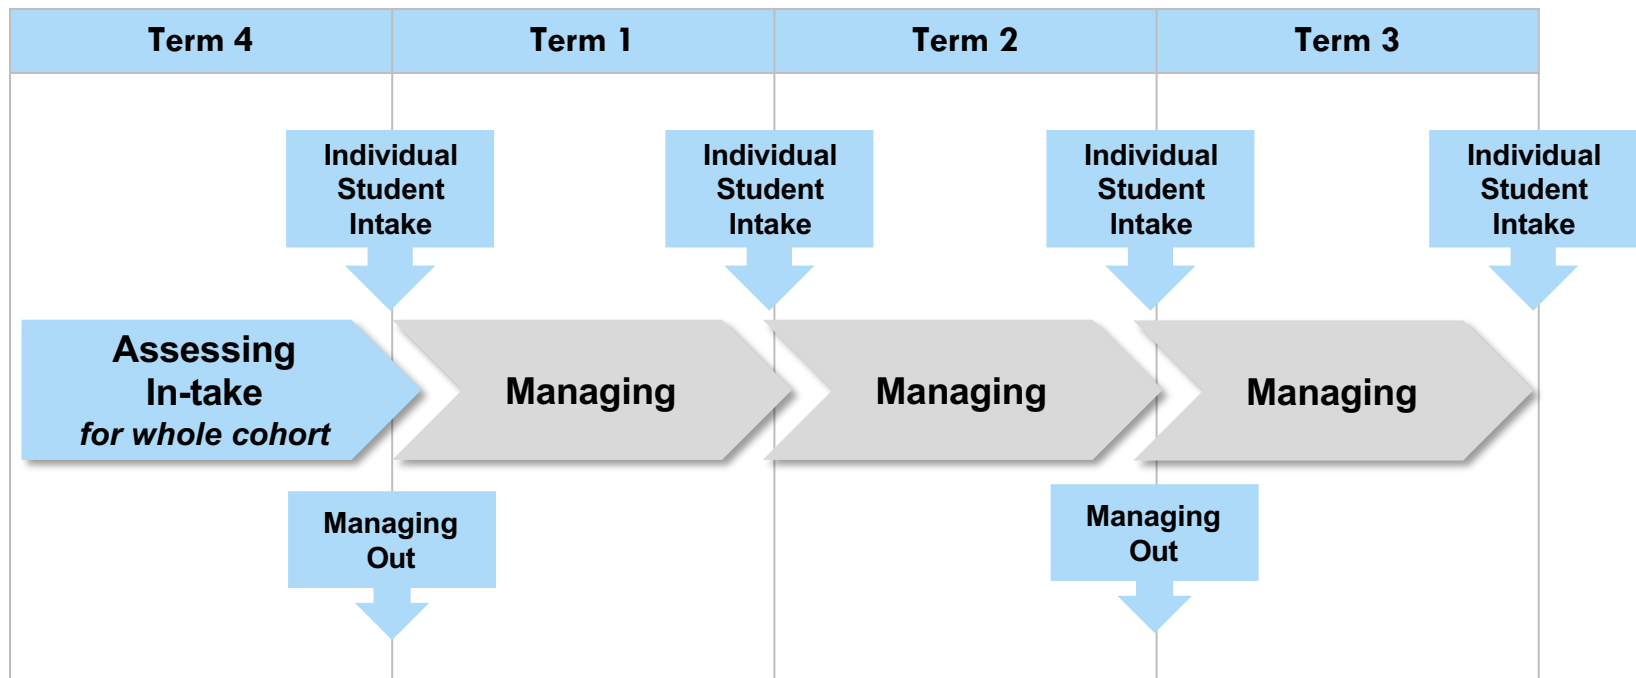 Term 4
Term 1
Term 2
Term 3
Individual
Student
Intake
Individual
Student
Intake
Individual
Student
Intake
Individual
Student
Intake
Assessing
In-take
for whole cohort
Managing
Managing
Managing
Managing
Out
Managing
Out